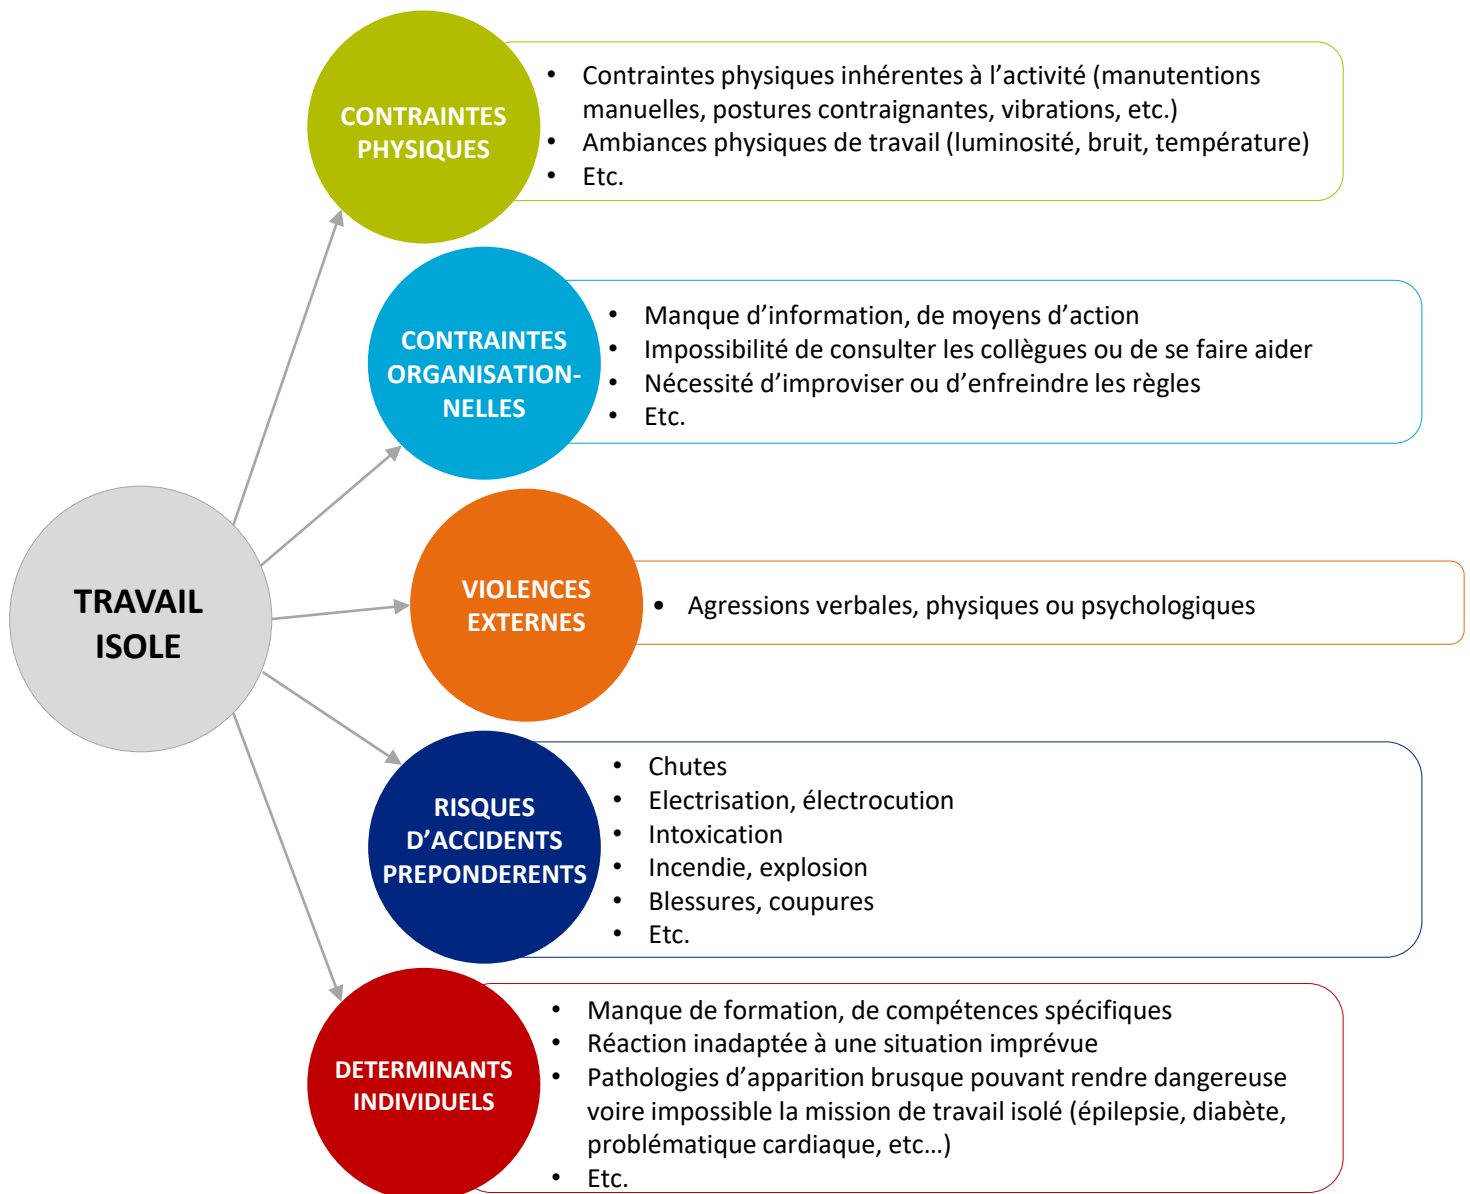 CONTRAINTES
PHYSIQUES
• Contraintes physiques inhérentes à l’activité (manutentions
manuelles, postures contraignantes, vibrations, etc.)
• Ambiances physiques de travail (luminosité, bruit, température)
• Etc.
CONTRAINTES
ORGANISATION-
NELLES
• Manque d’information, de moyens d’action
• Impossibilité de consulter les collègues ou de se faire aider
• Nécessité d’improviser ou d’enfreindre les règles
• Etc.
TRAVAIL
ISOLE
VIOLENCES
EXTERNES
• Agressions verbales, physiques ou psychologiques
RISQUES
D’ACCIDENTS
PREPONDERENTS
• Chutes
• Electrisation, électrocution
• Intoxication
• Incendie, explosion
• Blessures, coupures
• Etc.
DETERMINANTS
INDIVIDUELS
• Manque de formation, de compétences spécifiques
• Réaction inadaptée à une situation imprévue
• Pathologies d’apparition brusque pouvant rendre dangereuse
voire impossible la mission de travail isolé (épilepsie, diabète,
problématique cardiaque, etc…)
• Etc.